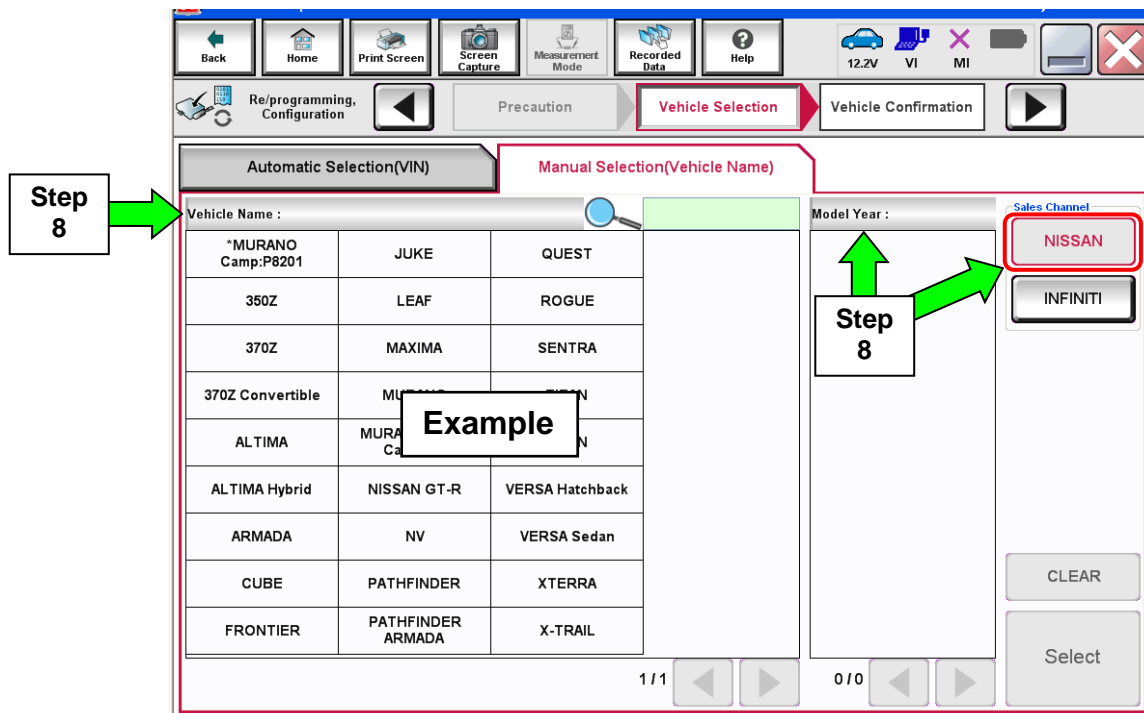 Back
Home
Print Screen
Screen
Capture
Measurement
Mode
Recorded
Data
Help
12.2V
VI
MI
Re/programming,
Configuration
Precaution
Vehicle Selection
Vehicle Confirmation
Automatic Selection(VIN)
Manual Selection(Vehicle Name)
Step
8
Vehicle Name :
Model Year :
Sales Channel
NISSAN
INFINITI
*MURANO
Camp:P8201
JUKE
QUEST
350Z
LEAF
ROGUE
370Z
MAXIMA
SENTRA
Step
8
370Z Convertible
Example
ALTIMA
ALTIMA Hybrid
NISSAN GT-R
VERSA Hatchback
ARMADA
NV
VERSA Sedan
CUBE
PATHFINDER
XTERRA
FRONTIER
PATHFINDER
ARMADA
X-TRAIL
CLEAR
Select
1/1
0/0